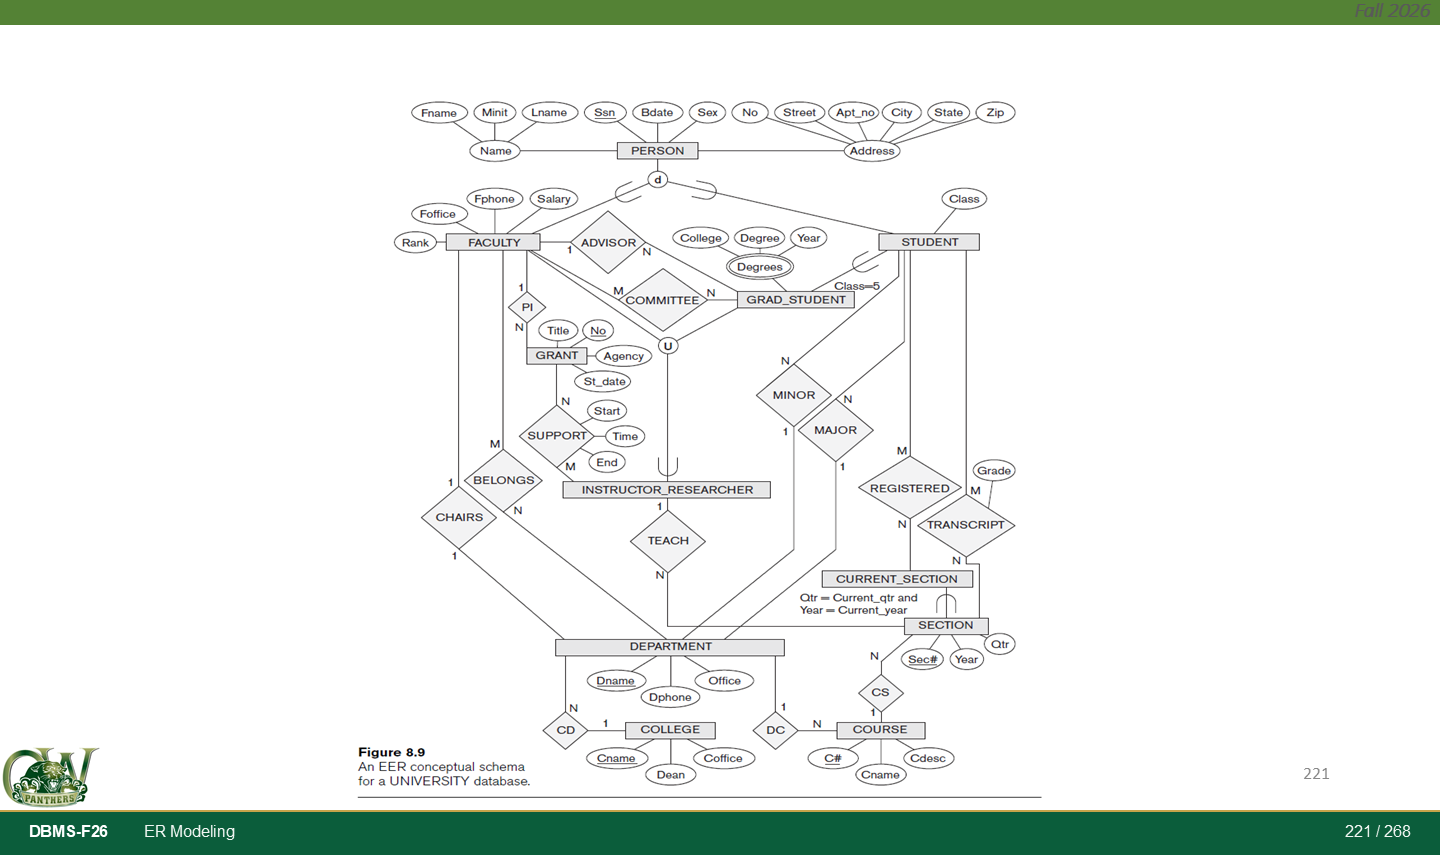 Fall 2026
Fname Minit Lname Ssn Bdate Sex No Street Apt_no City State Zip
Name PERSON Address
d
Fphone Salary Class
Foffice
Rank FACULTY ADVISOR College Degree Year STUDENT
1 N
Degrees
Class=5
1 M COMMITTEE N GRAD_STUDENT
PI
N
Title No
U
GRANT Agency
St_date
N
MINOR
N Start
N
1 MAJOR
SUPPORT Time
M M
End 1
M
BELONGS Grade
1 INSTRUCTOR_RESEARCHER REGISTERED M
N 1
CHAIRS N TRANSCRIPT
TEACH
1 N
N CURRENT_SECTION
Qtr = Current_qtr and
Year = Current_year
SECTION
DEPARTMENT Qtr
N Sec# Year
Dname Office
Dphone CS
N 1 1
CD 1 COLLEGE DC N COURSE
Figure 8.9
An EER conceptual schema
for a UNIVERSITY database.
Cname Coffice C# Cdesc
Dean Cname
221
CW
PANTHERS
DBMS-F26 ER Modeling 221 / 268